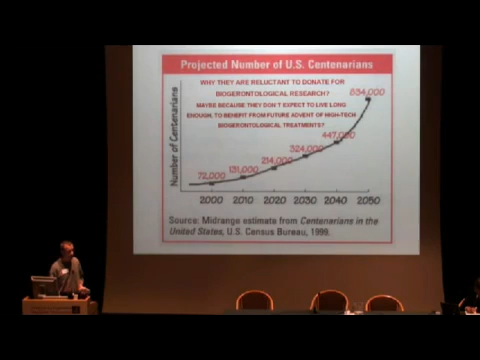 Projected Number of U.S. Centenarians
WHY THEY ARE RELUCTANT TO DONATE FOR
BIOGERONTOLOGICAL RESEARCH?
MAYBE BECAUSE THEY DON'T EXPECT TO LIVE LONG
ENOUGH, TO BENEFIT FROM FUTURE ADVENT OF HIGH-TECH
BIOGERONTOLOGICAL TREATMENTS?
834,000
447,000
324,000
214,000
131,000
72,000
Number of Centenarians
2000 2010 2020 2030 2040 2050
Source: Midrange estimate from Centenarians in the
United States, U.S. Census Bureau, 1999.